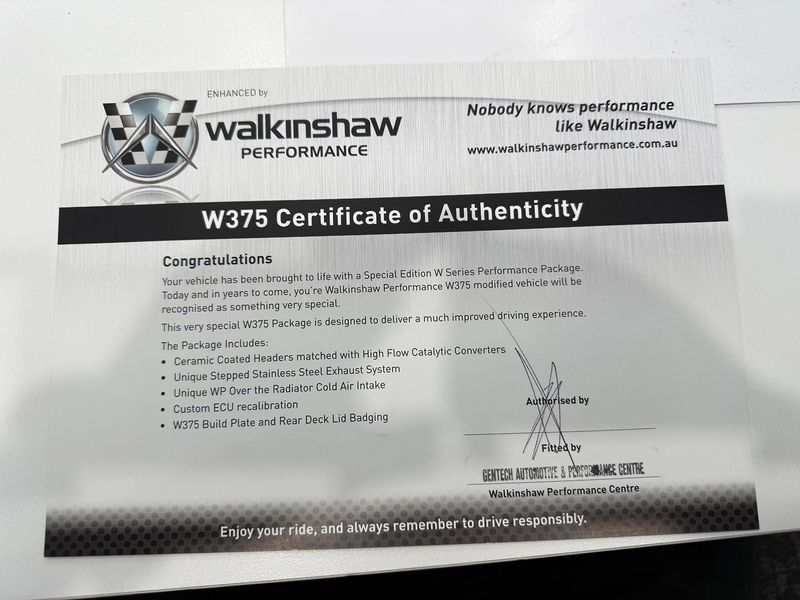 ENHANCED by
walkinshaw
PERFORMANCE
Nobody knows performance
like Walkinshaw
www.walkinshawperformance.com.au
W375 Certificate of Authenticity
Congratulations
Your vehicle has been brought to life with a Special Edition W Series Performance Package.
Today and in years to come, you're Walkinshaw Performance W375 modified vehicle will be
recognised as something very special.
This very special W375 Package is designed to deliver a much improved driving experience.
The Package Includes:
• Ceramic Coated Headers matched with High Flow Catalytic Converters
• Unique Stepped Stainless Steel Exhaust System
• Unique WP Over the Radiator Cold Air Intake
• Custom ECU recalibration
• W375 Build Plate and Rear Deck Lid Badging
Authorised by
Fitted by
GENTECH AUTOMOTIVE & PERFORMANCE CENTRE
Walkinshaw Performance Centre
Enjoy your ride, and always remember to drive responsibly.